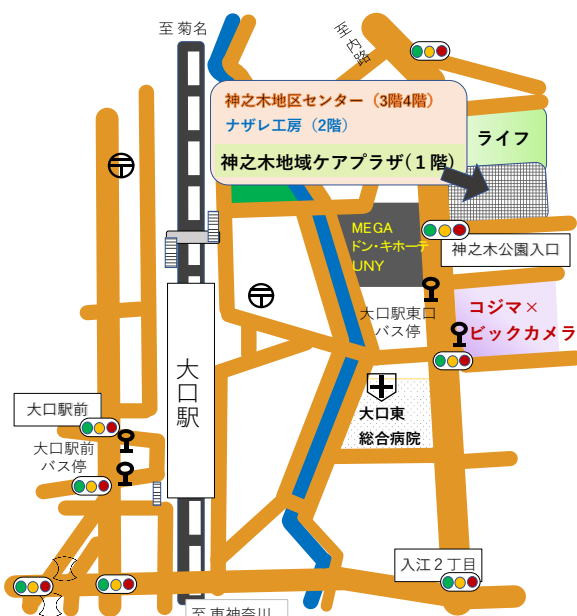 至 菊名
至 六角橋
神之木地区センター（3階4階）
ナザレ工房（2階）
神之木地域ケアプラザ(１階)
ライフ
MEGA
ドン・キホーテ
UNY
神之木公園入口
大口駅東口
バス停
コジマ×
ビックカメラ
大口駅
大口東
総合病院
大口駅前
大口駅前
バス停
入江２丁目
至 東神奈川